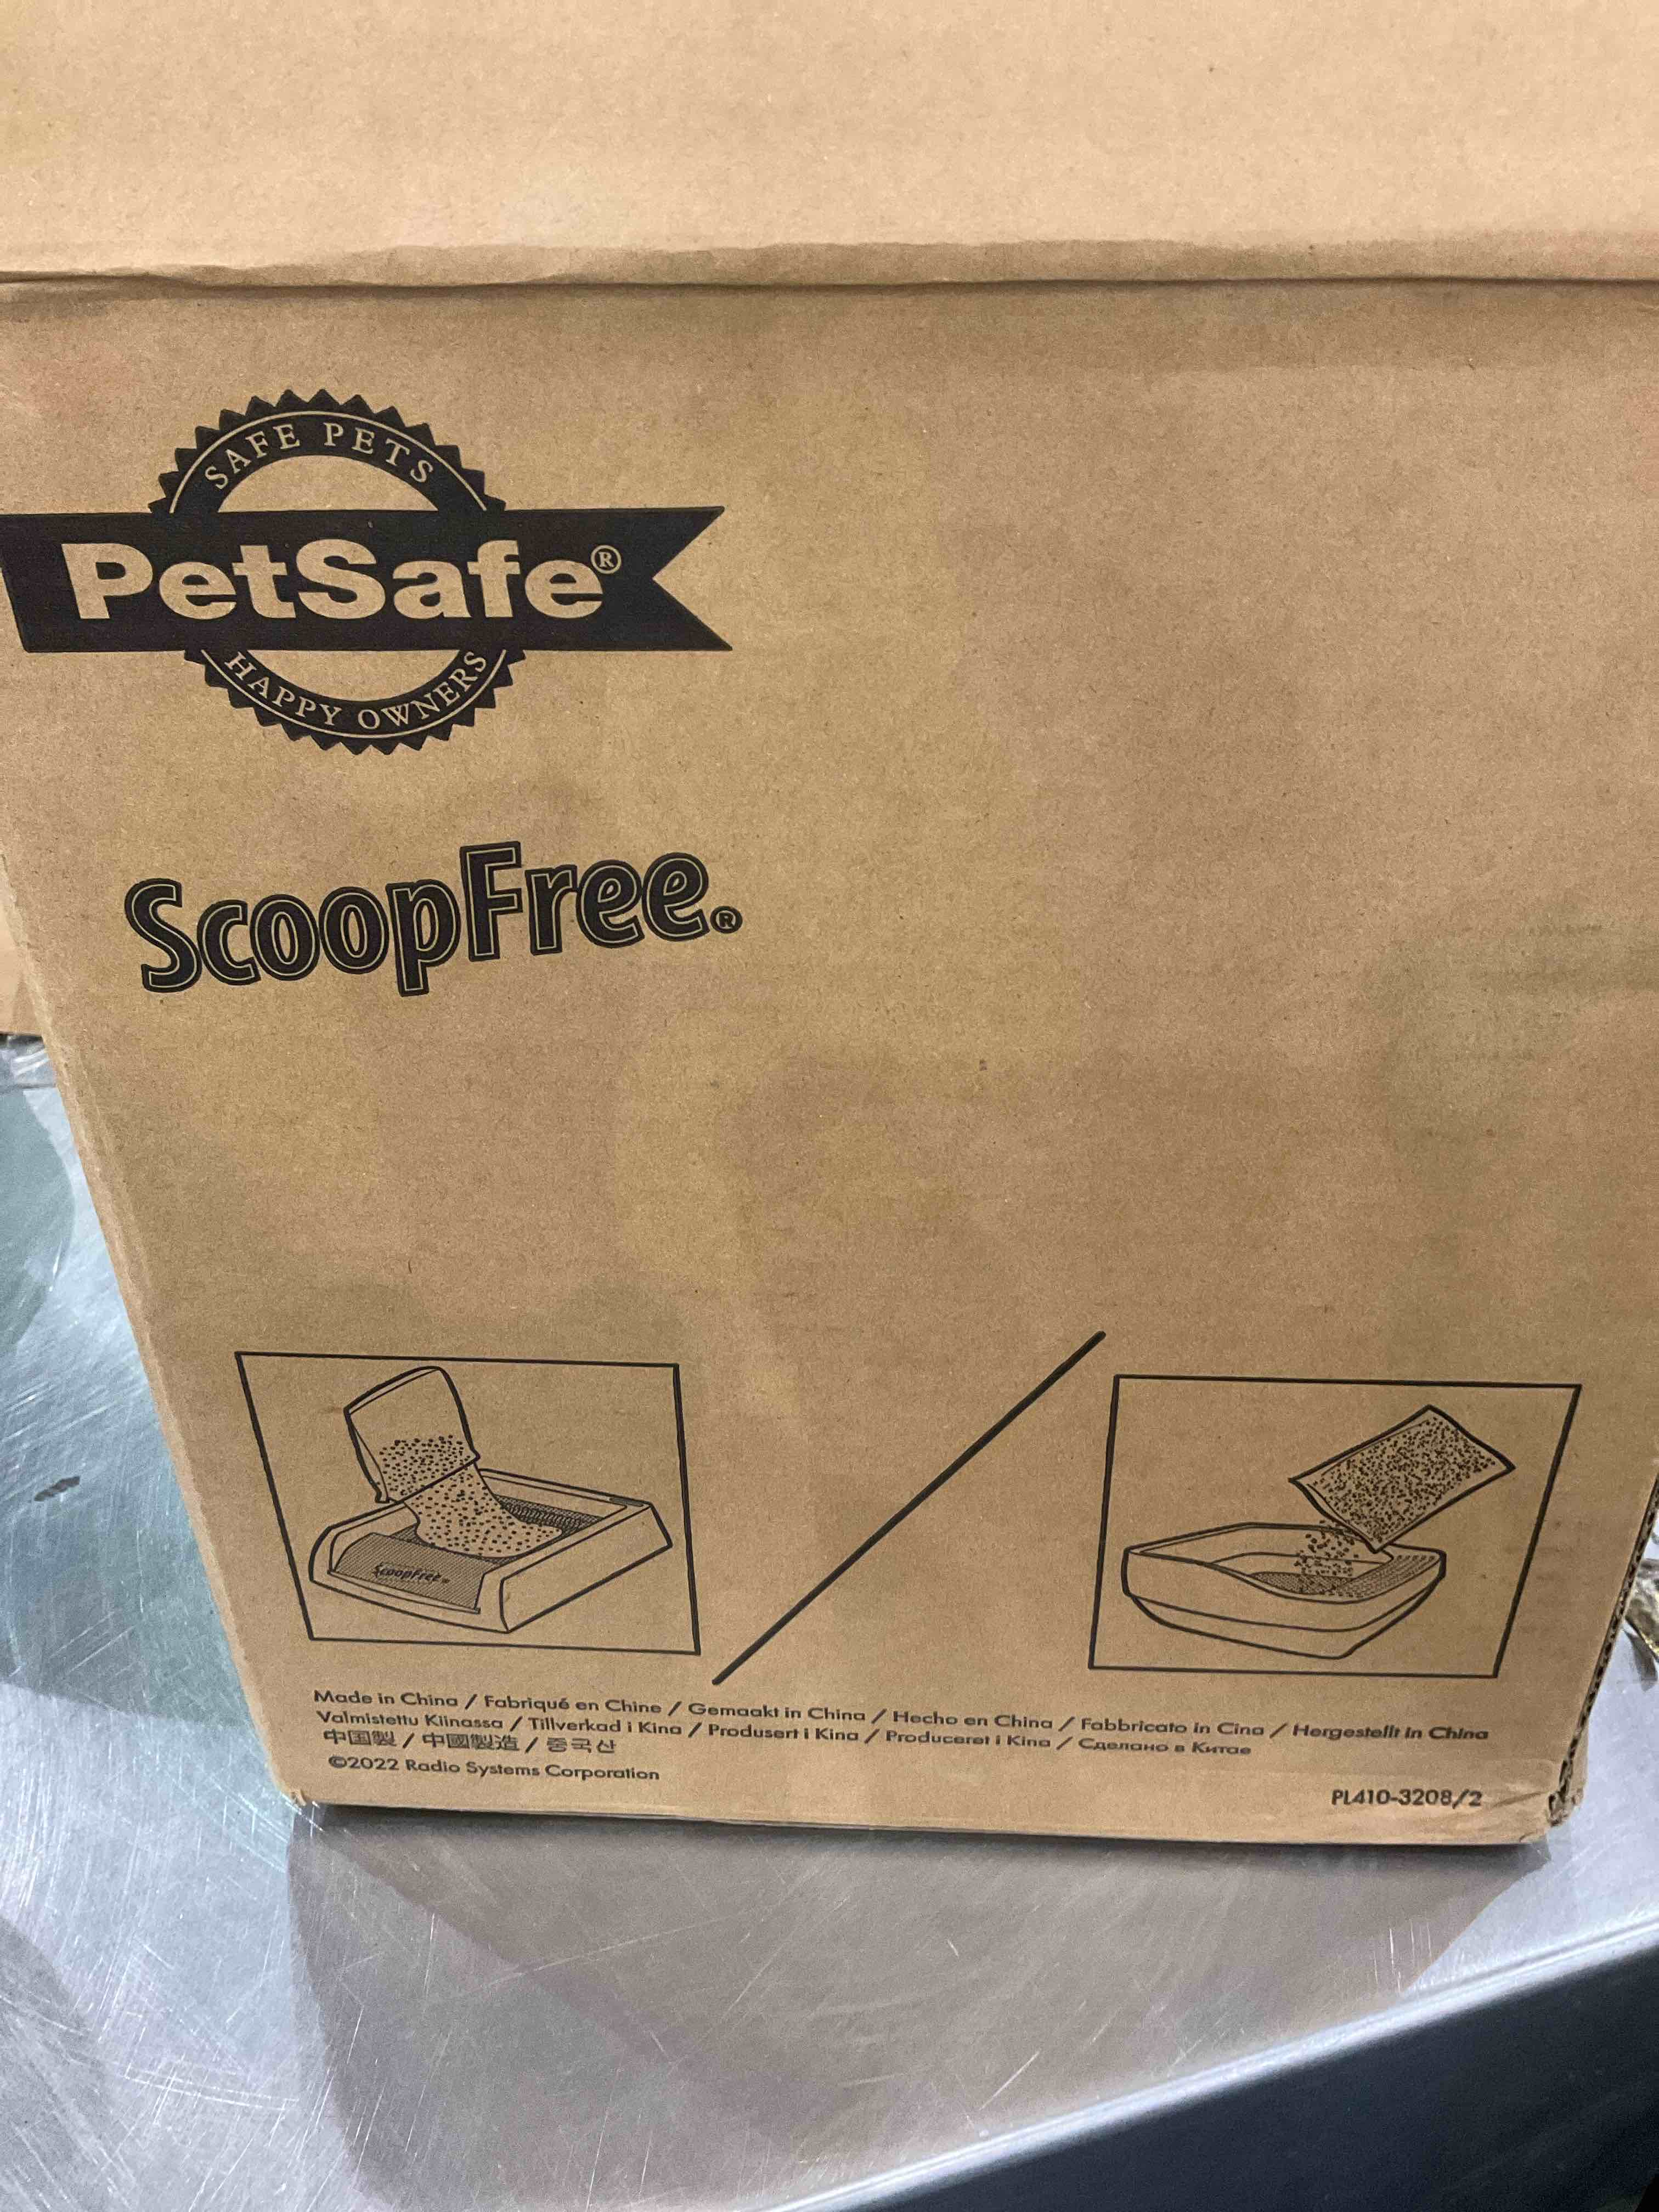 SAFE PETS
PetSafe®
HAPPY OWNERS
ScoopFree®
ScoopFree
Made in China / Fabriqué en Chine / Gemaakt in China / Hecho en China / Fabbricato in Cina / Hergestellt in China
Valmistettu Kiinassa / Tillverkad i Kina / Produsert i Kina / Produceret i Kina / Сделано в Китае
中国製 / 中國製造 / 중국산
©2022 Radio Systems Corporation
PL410-3208/2